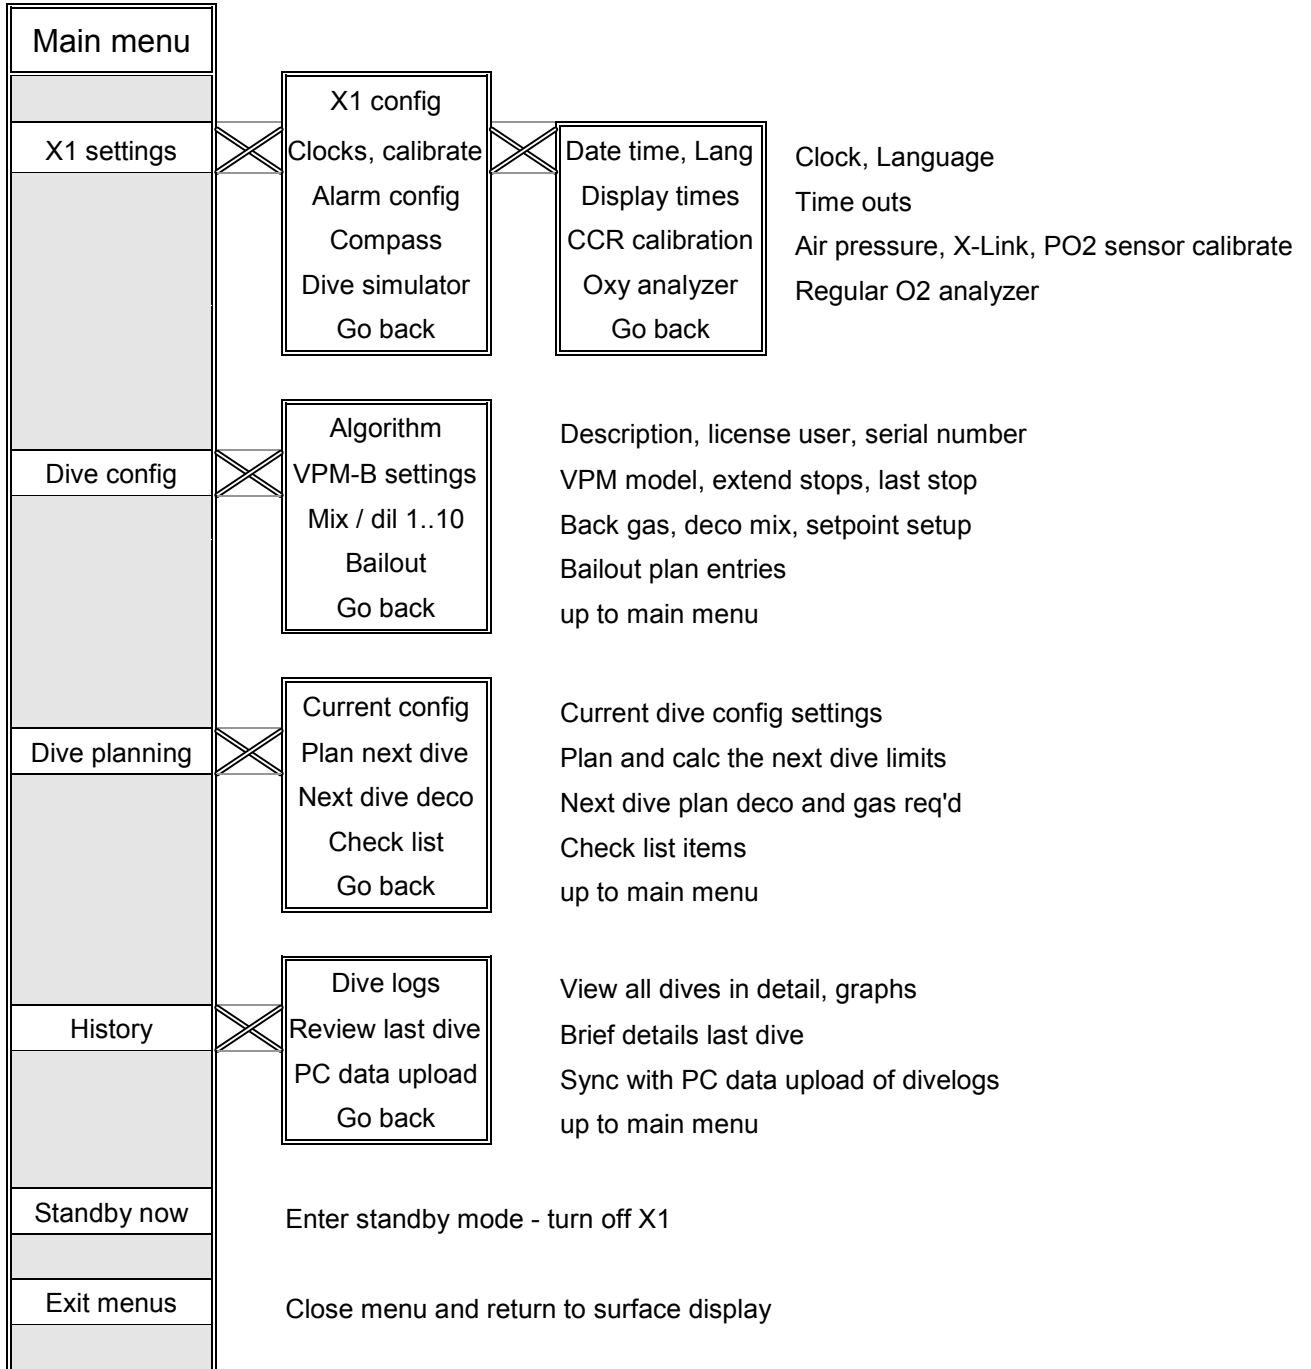 Main menu
X1 config
X1 settings
Clocks, calibrate
Date time, Lang
Clock, Language
Alarm config
Display times
Time outs
Compass
CCR calibration
Air pressure, X-Link, PO2 sensor calibrate
Dive simulator
Oxy analyzer
Regular O2 analyzer
Go back
Go back
Algorithm
Description, license user, serial number
Dive config
VPM-B settings
VPM model, extend stops, last stop
Mix / dil 1..10
Back gas, deco mix, setpoint setup
Bailout
Bailout plan entries
Go back
up to main menu
Current config
Current dive config settings
Dive planning
Plan next dive
Plan and calc the next dive limits
Next dive deco
Next dive plan deco and gas req'd
Check list
Check list items
Go back
up to main menu
Dive logs
View all dives in detail, graphs
History
Review last dive
Brief details last dive
PC data upload
Sync with PC data upload of divelogs
Go back
up to main menu
Standby now
Enter standby mode - turn off X1
Exit menus
Close menu and return to surface display